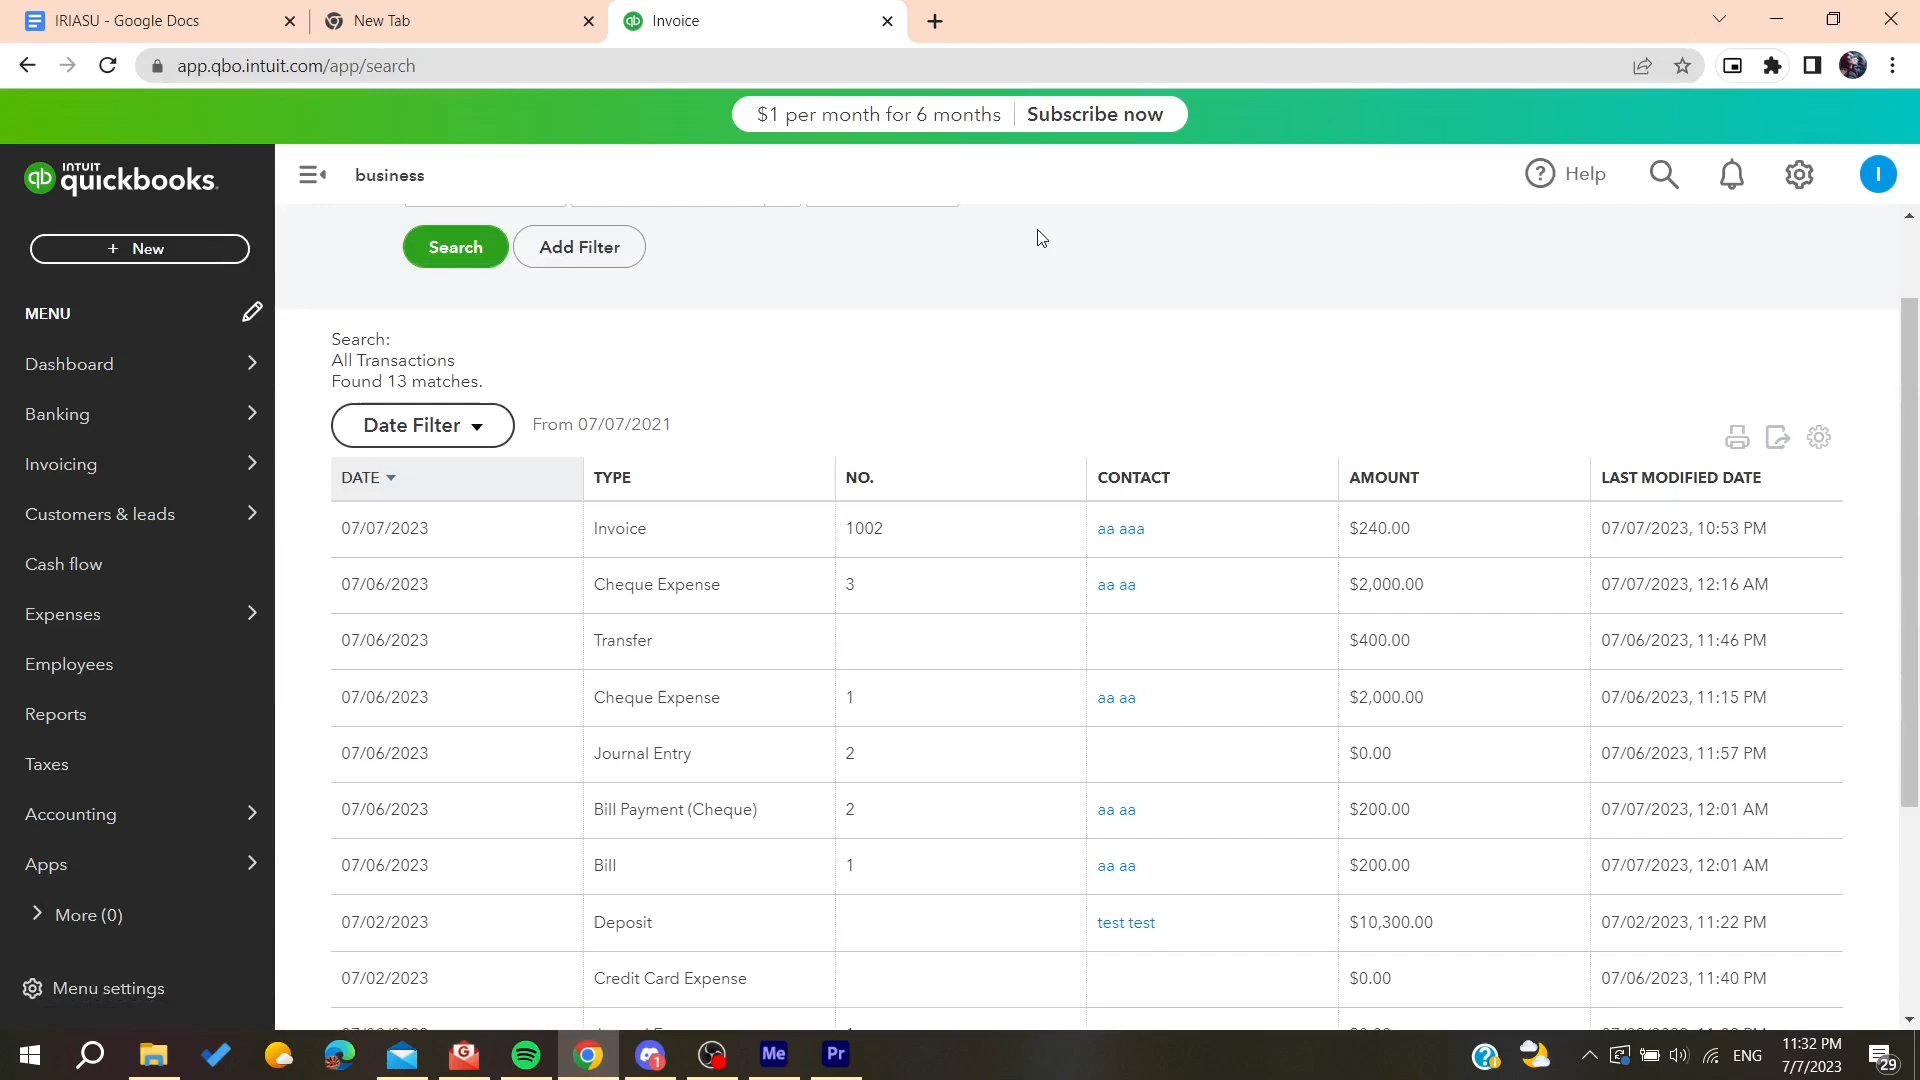 IRIASU - Google Docs
New Tab
Invoice
app.qbo.intuit.com/app/search
$1 per month for 6 months
Subscribe now
qb INTUIT quickbooks.
business
? Help
I
+ New
Search
Add Filter
MENU
Dashboard
Banking
Invoicing
Customers & leads
Cash flow
Expenses
Employees
Reports
Taxes
Accounting
Apps
More (0)
Menu settings
Search:
All Transactions
Found 13 matches.
Date Filter
From 07/07/2021
DATE TYPE NO. CONTACT AMOUNT LAST MODIFIED DATE
07/07/2023 Invoice 1002 aa aaa $240.00 07/07/2023, 10:53 PM
07/06/2023 Cheque Expense 3 aa aa $2,000.00 07/07/2023, 12:16 AM
07/06/2023 Transfer $400.00 07/06/2023, 11:46 PM
07/06/2023 Cheque Expense 1 aa aa $2,000.00 07/06/2023, 11:15 PM
07/06/2023 Journal Entry 2 $0.00 07/06/2023, 11:57 PM
07/06/2023 Bill Payment (Cheque) 2 aa aa $200.00 07/07/2023, 12:01 AM
07/06/2023 Bill 1 aa aa $200.00 07/07/2023, 12:01 AM
07/02/2023 Deposit test test $10,300.00 07/02/2023, 11:22 PM
07/02/2023 Credit Card Expense $0.00 07/06/2023, 11:40 PM
G
1
Me
Pr
ENG
11:32 PM
7/7/2023
29